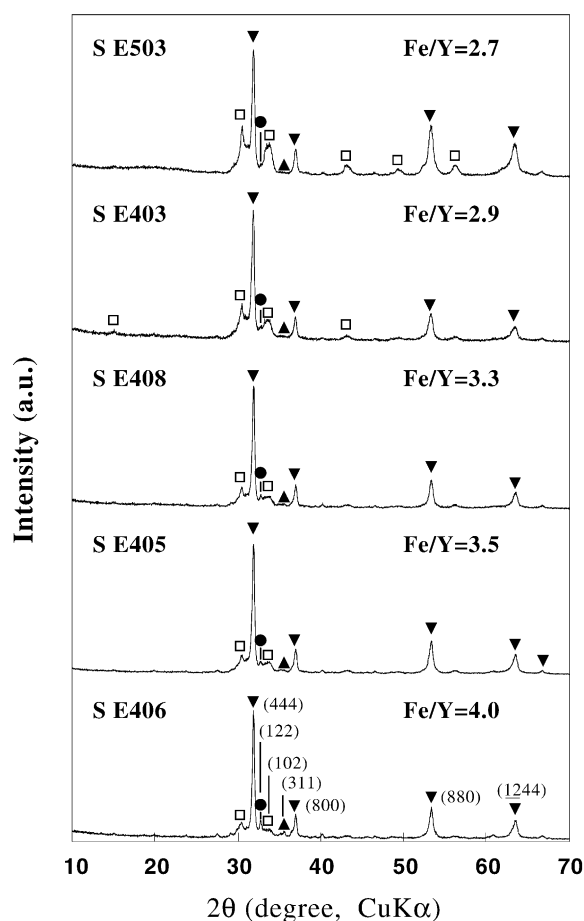 S E503 Fe/Y=2.7
S E403 Fe/Y=2.9
S E408 Fe/Y=3.3
S E405 Fe/Y=3.5
S E406 Fe/Y=4.0
(444)
(122)
(102)
(311)
(800)
(880)
(1244)
10 20 30 40 50 60 70
2θ (degree, CuKα)
Intensity (a.u.)